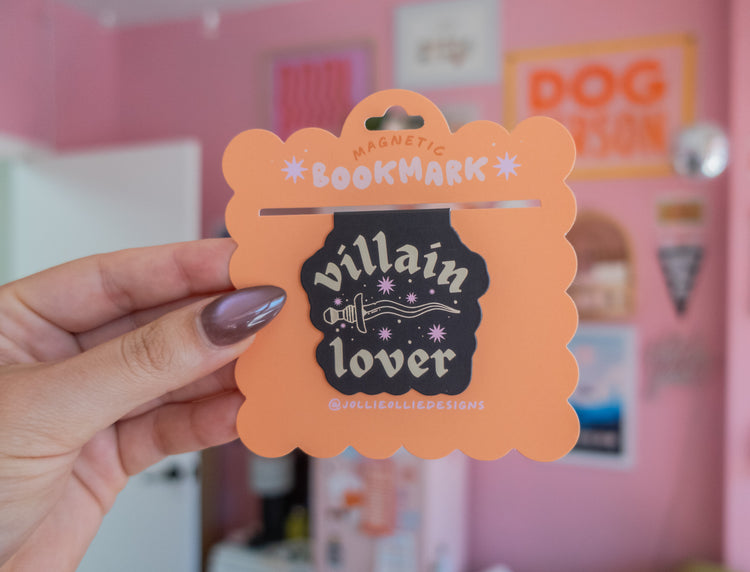 MAGNETIC
BOOKMARK
villain
lover
@JOLLIEOLLIEDESIGNS
DOG
PERSON